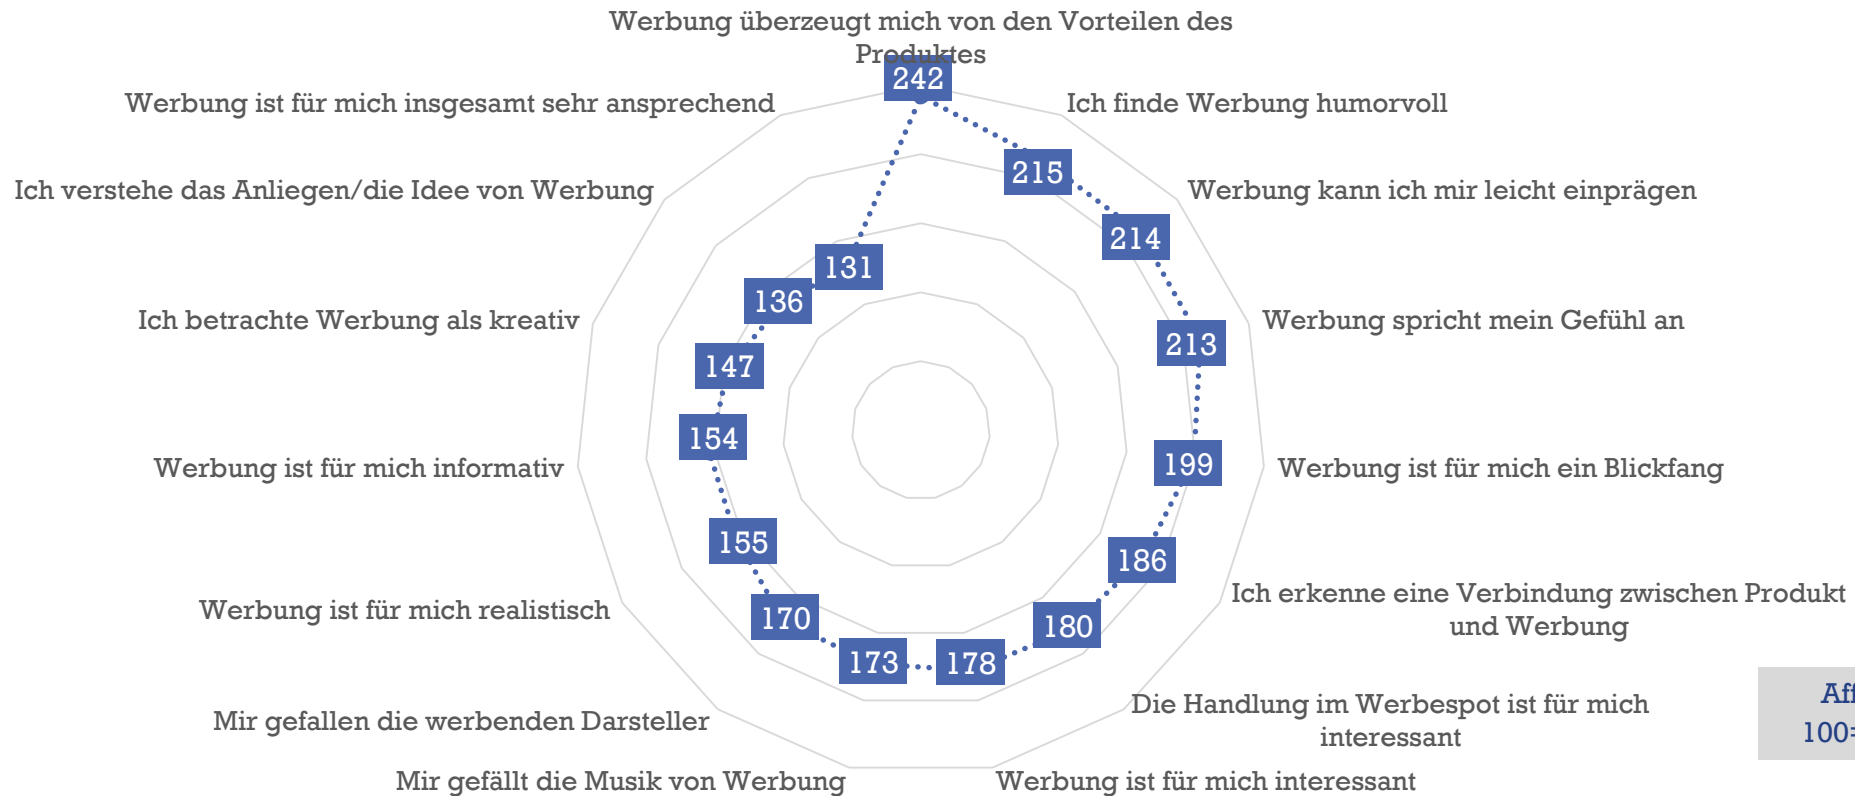 Werbung überzeugt mich von den Vorteilen des
Produktes
242
Werbung ist für mich insgesamt sehr ansprechend
Ich finde Werbung humorvoll
215
Ich verstehe das Anliegen/die Idee von Werbung
Werbung kann ich mir leicht einprägen
214
131
136
Ich betrachte Werbung als kreativ
Werbung spricht mein Gefühl an
213
147
154
Werbung ist für mich informativ
199
Werbung ist für mich ein Blickfang
155
186
Werbung ist für mich realistisch
Ich erkenne eine Verbindung zwischen Produkt
und Werbung
170
180
173
178
Mir gefallen die werbenden Darsteller
Die Handlung im Werbespot ist für mich
interessant
Aff
100=
Mir gefällt die Musik von Werbung
Werbung ist für mich interessant